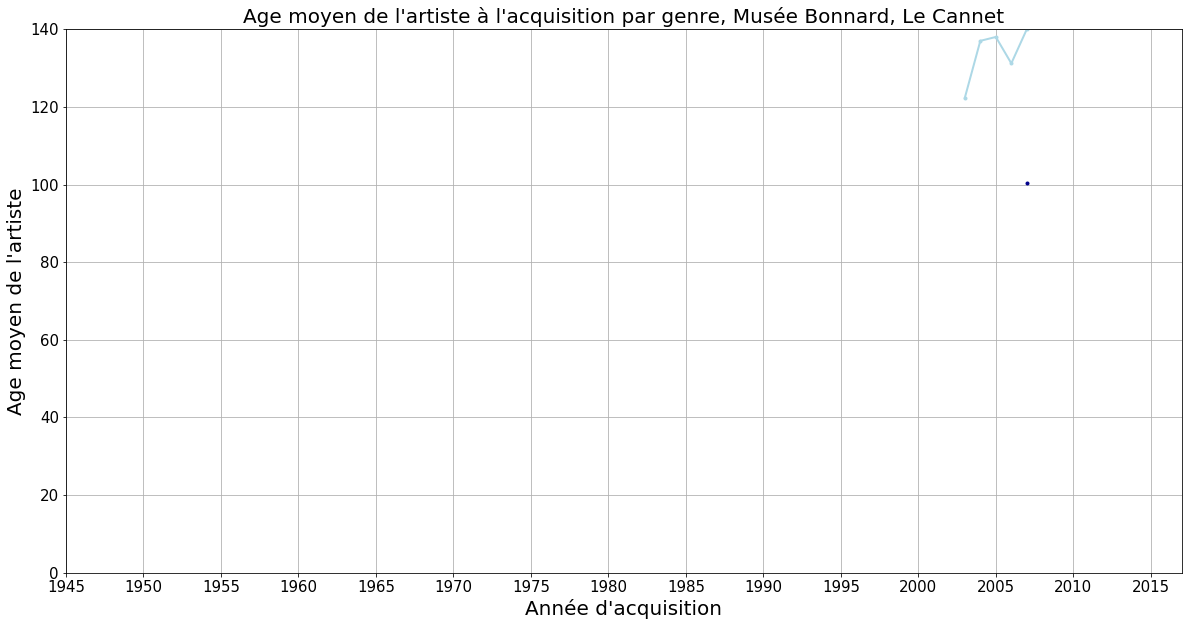 Age moyen de l'artiste à l'acquisition par genre, Musée Bonnard, Le Cannet
140
120
100
80
60
40
20
0
Age moyen de l'artiste
1945 1950 1955 1960 1965 1970 1975 1980 1985 1990 1995 2000 2005 2010 2015
Année d'acquisition